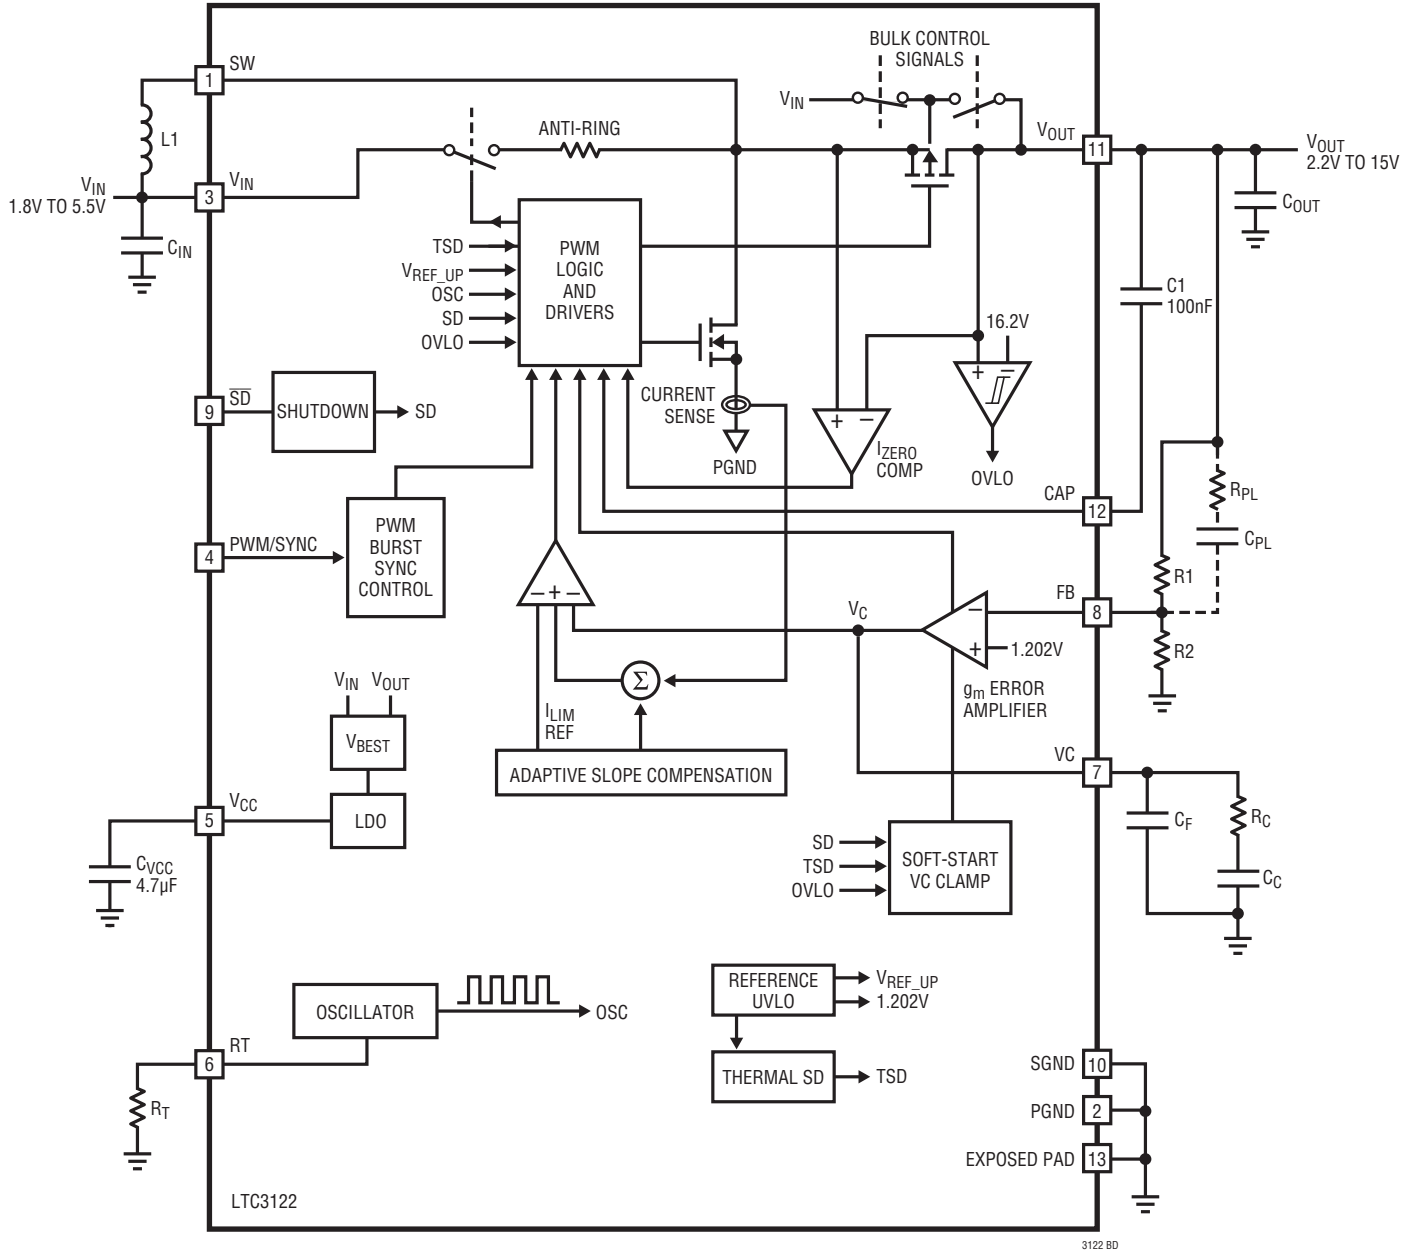 BULK CONTROL
SIGNALS
SW
1
VIN
ANTI-RING
VOUT
11
VOUT
2.2V TO 15V
L1
VIN
1.8V TO 5.5V
VIN
3
COUT
CIN
TSD
VREF_UP
OSC
SD
OVLO
PWM
LOGIC
AND
DRIVERS
C1
100nF
16.2V
+
–
CURRENT
SENSE
PGND
+ –
IZERO
COMP
OVLO
SD
9
SHUTDOWN
SD
CAP
12
RPL
CPL
PWM/SYNC
4
PWM
BURST
SYNC
CONTROL
– + –
VC
–
+
1.202V
FB
8
R1
R2
gm ERROR
AMPLIFIER
Σ
ILIM
REF
ADAPTIVE SLOPE COMPENSATION
VIN VOUT
VBEST
LDO
VCC
5
CVCC
4.7µF
VC
7
CF
RC
CC
SD
TSD
OVLO
SOFT-START
VC CLAMP
OSCILLATOR
OSC
RT
6
RT
REFERENCE
UVLO
VREF_UP
1.202V
THERMAL SD
TSD
SGND
10
PGND
2
EXPOSED PAD
13
LTC3122
3122 BD